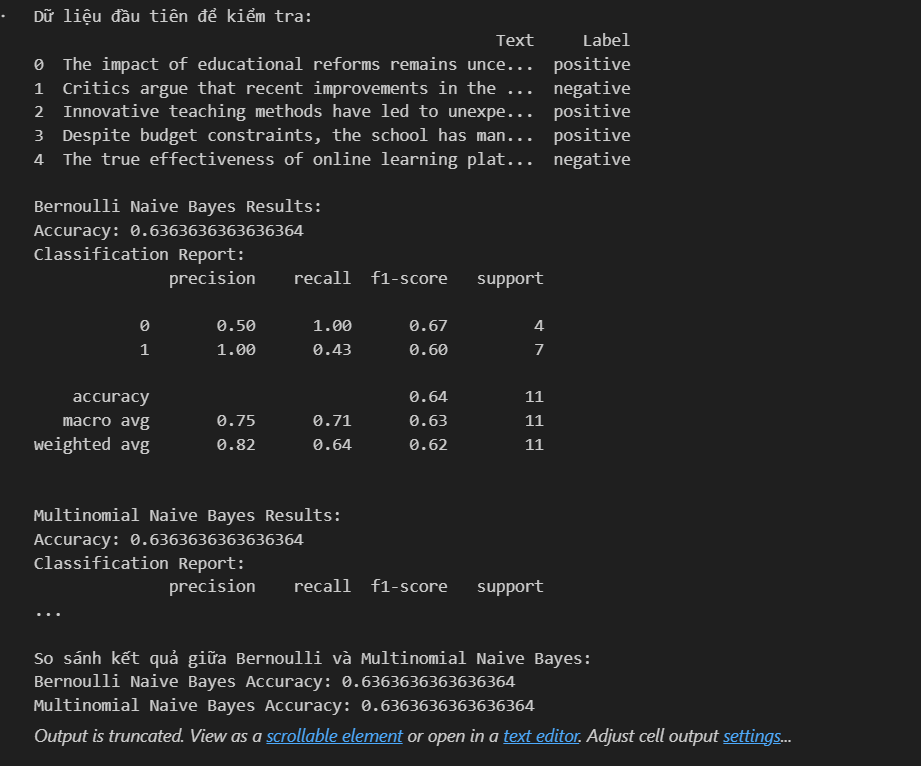 Dữ liệu đầu tiên để kiểm tra:
Text Label
0 The impact of educational reforms remains unce... positive
1 Critics argue that recent improvements in the ... negative
2 Innovative teaching methods have led to unexpe... positive
3 Despite budget constraints, the school has man... positive
4 The true effectiveness of online learning plat... negative
Bernoulli Naive Bayes Results:
Accuracy: 0.6363636363636364
Classification Report:
precision recall f1-score support
0 0.50 1.00 0.67 4
1 1.00 0.43 0.60 7
accuracy 0.64 11
macro avg 0.75 0.71 0.63 11
weighted avg 0.82 0.64 0.62 11
Multinomial Naive Bayes Results:
Accuracy: 0.6363636363636364
Classification Report:
precision recall f1-score support
...
So sánh kết quả giữa Bernoulli và Multinomial Naive Bayes:
Bernoulli Naive Bayes Accuracy: 0.6363636363636364
Multinomial Naive Bayes Accuracy: 0.6363636363636364
Output is truncated. View as a scrollable element or open in a text editor. Adjust cell output settings...